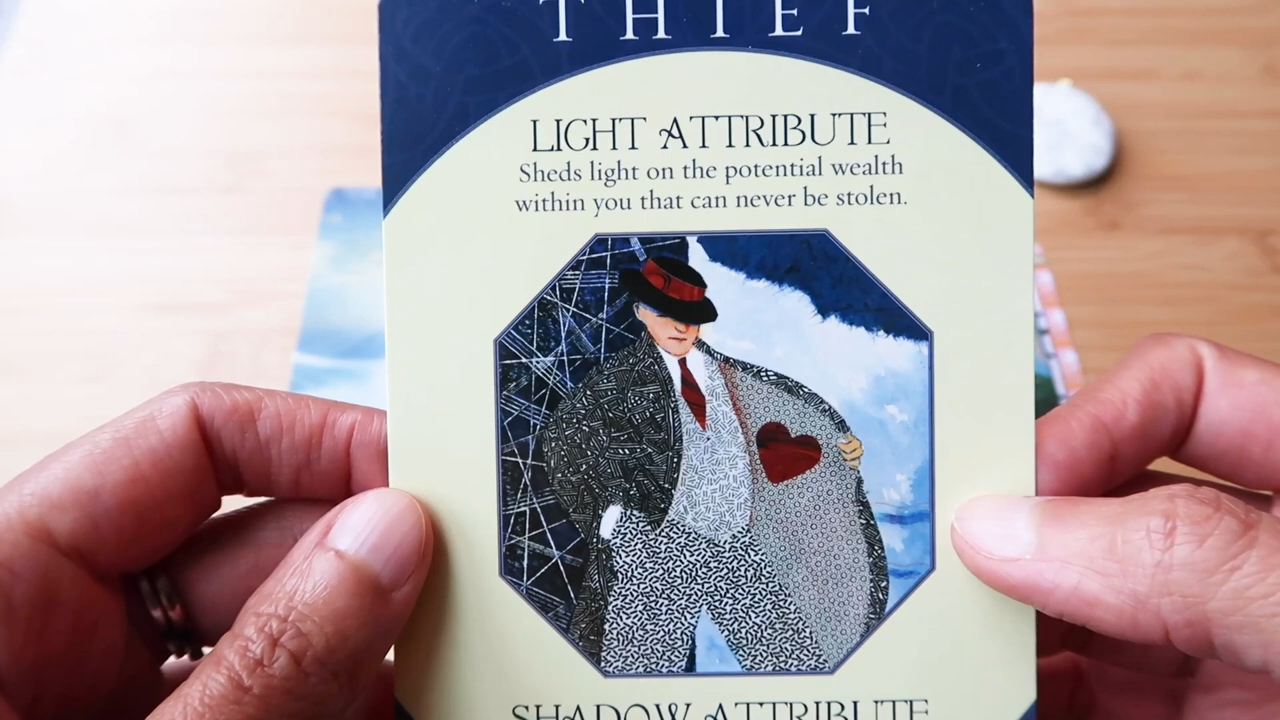 THIEF
LIGHT ATTRIBUTE
Sheds light on the potential wealth
within you that can never be stolen.
SHADOW ATTRIBUTE